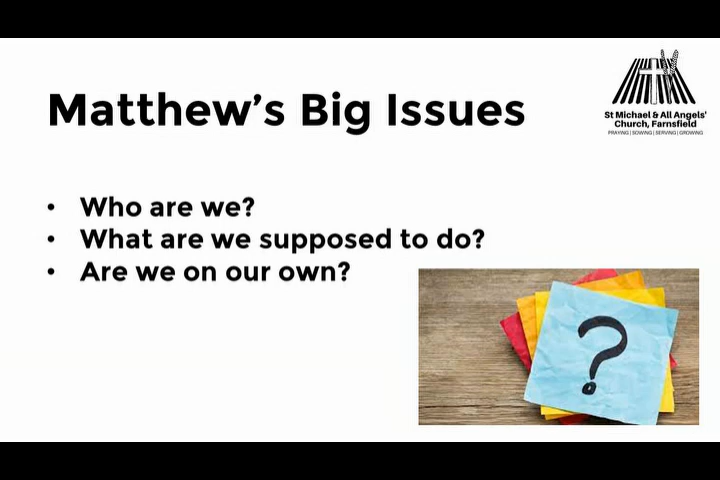 Matthew's Big Issues
St Michael & All Angels'
Church, Farnsfield
PRAYING | SOWING | SERVING | GROWING
• Who are we?
• What are we supposed to do?
• Are we on our own?
?